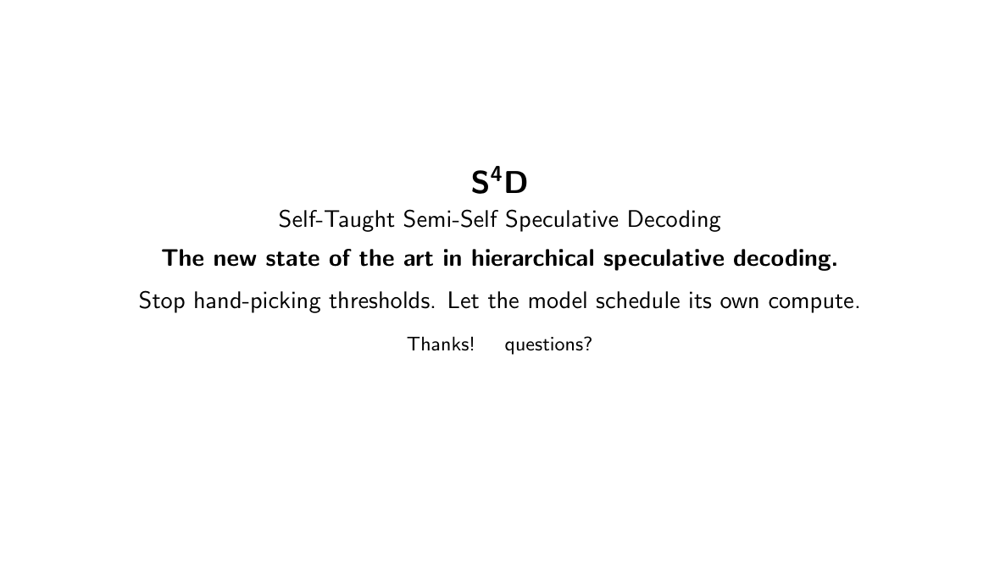 S⁴D
Self-Taught Semi-Self Speculative Decoding
The new state of the art in hierarchical speculative decoding.
Stop hand-picking thresholds. Let the model schedule its own compute.
Thanks! questions?